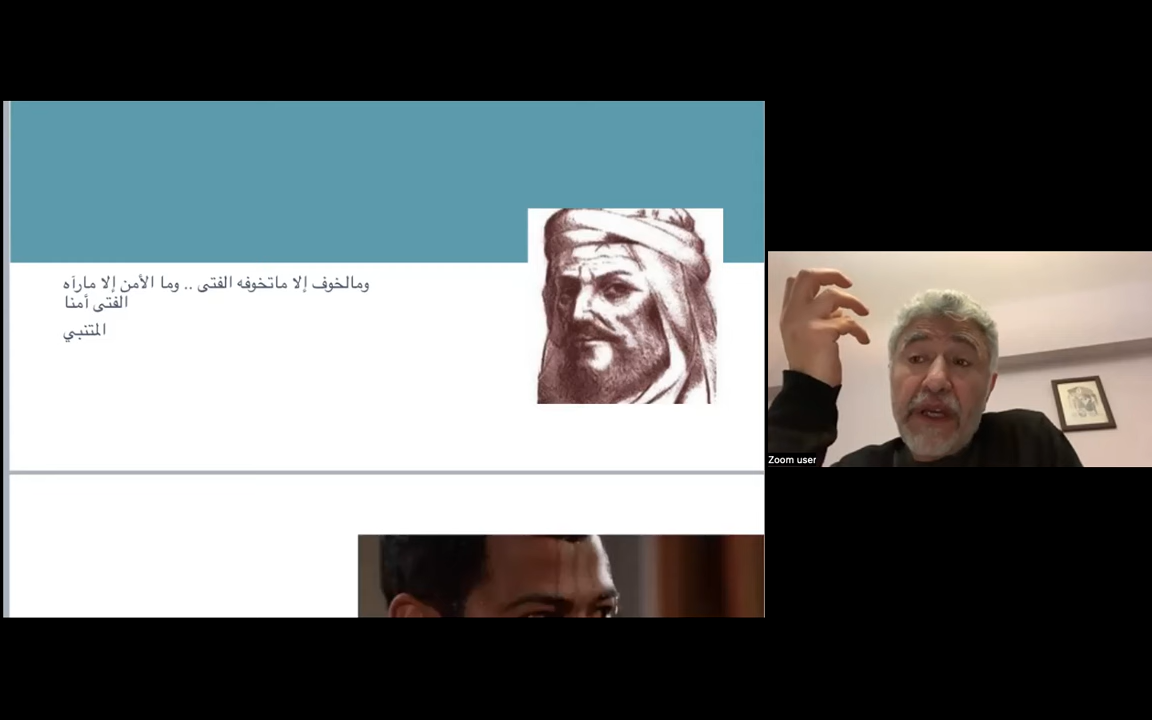 ومالخوف إلا ماتخوفه الفتى .. وما الأمن إلا مارآه
الفتى أمنا
المتنبي
Zoom user